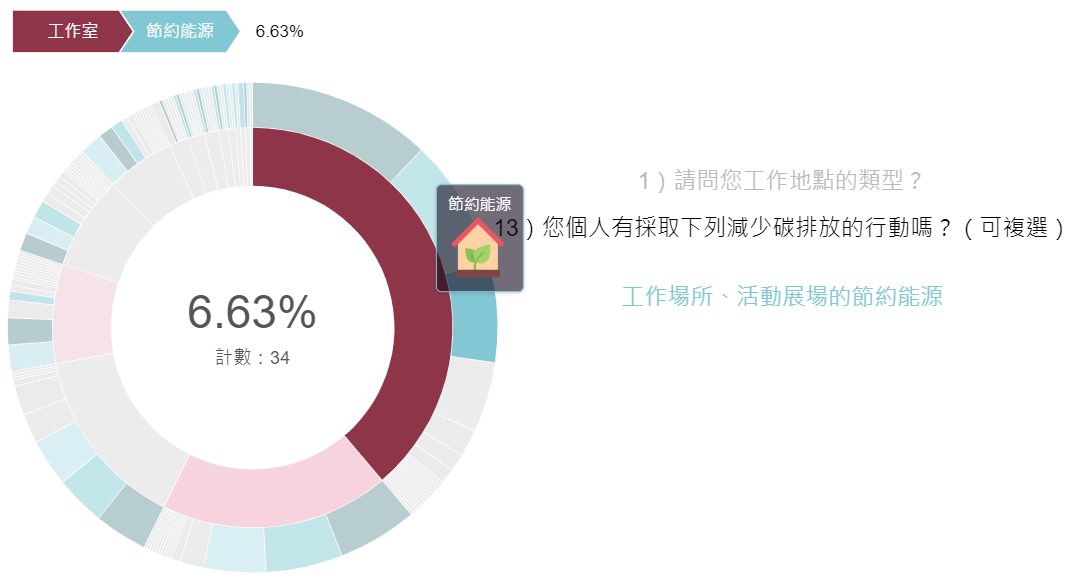 工作室 節約能源 6.63%
1）請問您工作地點的類型？
節約能源
13）您個人有採取下列減少碳排放的行動嗎？（可複選）
工作場所、活動展場的節約能源
6.63%
計數：34